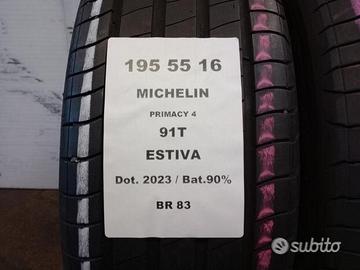 195 55 16
MICHELIN
PRIMACY 4
91T
ESTIVA
Dot. 2023 / Bat.90%
BR 83
subito